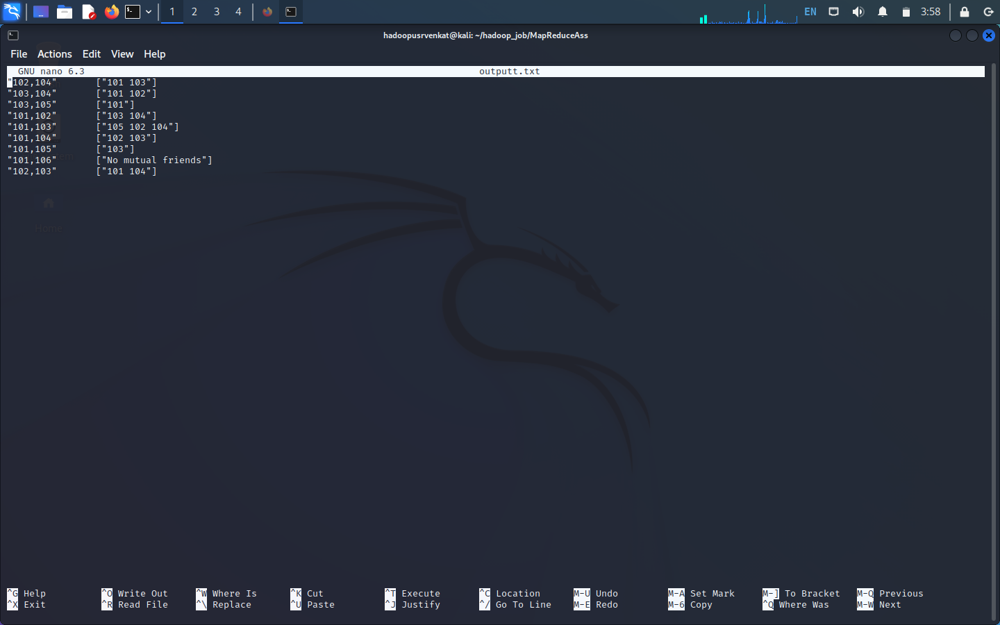 1 2 3 4 EN 3:58
hadoopusrvenkat@kali: ~/hadoop_job/MapReduceAss
File Actions Edit View Help
GNU nano 6.3 outputt.txt
"102,104" ["101 103"]
"103,104" ["101 102"]
"103,105" ["101"]
"101,102" ["103 104"]
"101,103" ["105 102 104"]
"101,104" ["102 103"]
"101,105" ["103"]
"101,106" ["No mutual friends"]
"102,103" ["101 104"]
Home
^G Help ^O Write Out ^W Where Is ^K Cut ^T Execute ^C Location M-U Undo M-A Set Mark M-] To Bracket M-Q Previous
^X Exit ^R Read File ^\ Replace ^U Paste ^J Justify ^/ Go To Line M-E Redo M-6 Copy ^Q Where Was M-W Next